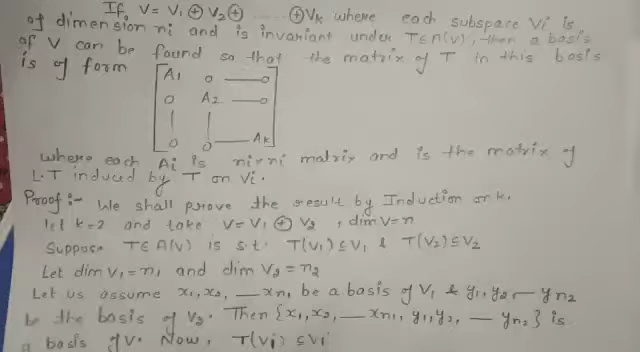 If V = V₁ ⊕ V₂ ⊕ ..... ⊕ Vk where each subspace Vi is
of dimension ni and is invariant under T∈A(V), then a basis
of V can be found so that the matrix of T in this basis
is of form
[ A1 0 — 0
0 A2 — 0
| |
0 0 — Ak ]
where each Ai is ni×ni matrix and is the matrix of
L.T induced by T on Vi.
Proof:- We shall prove the result by Induction on k.
let k=2 and take V = V₁ ⊕ V₂ , dim V=n
Suppose T∈A(V) is s.t. T(V₁) ⊆ V₁ & T(V₂) ⊆ V₂
Let dim V₁ = n₁ and dim V₂ = n₂
Let us assume x₁, x₂, — xn₁ be a basis of V₁ & y₁, y₂ — yn₂
be the basis of V₂. Then {x₁, x₂, — xn₁, y₁, y₂, — yn₂} is
a basis of V. Now, T(Vi) ⊆ Vi